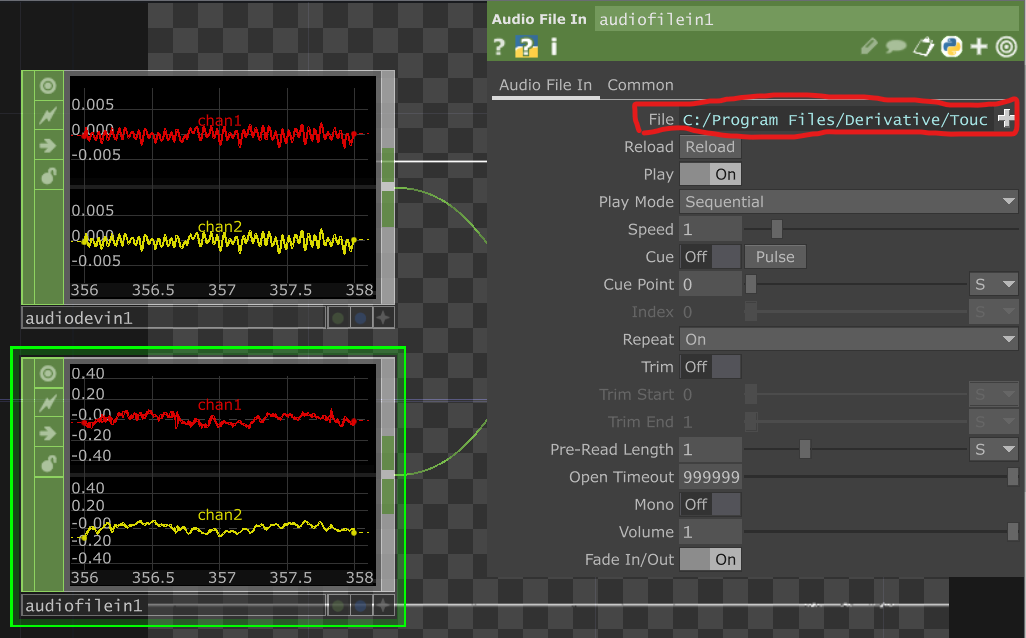 Audio File In audiofilein1
? ? i
Audio File In Common
File C:/Program Files/Derivative/Touc
Reload Reload
Play On
Play Mode Sequential
Speed 1
Cue Off Pulse
Cue Point 0 S
Index 0 S
Repeat On
Trim Off
Trim Start 0 S
Trim End 1 S
Pre-Read Length 1 S
Open Timeout 999999
Mono Off
Volume 1
Fade In/Out On
0.005
chan1
0.000
-0.005
0.005
chan2
0.000
-0.005
356 356.5 357 357.5 358
audiodevin1
0.40
0.20
chan1
-0.00
-0.20
-0.40
0.40
0.20
chan2
-0.00
-0.20
-0.40
356 356.5 357 357.5 358
audiofilein1